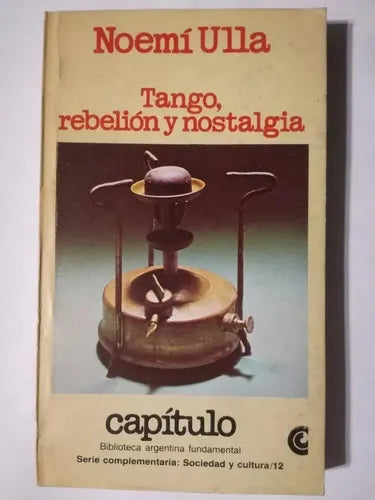 Noemí Ulla
Tango,
rebelión y nostalgia
capítulo
Biblioteca argentina fundamental
Serie complementaria: Sociedad y cultura/12